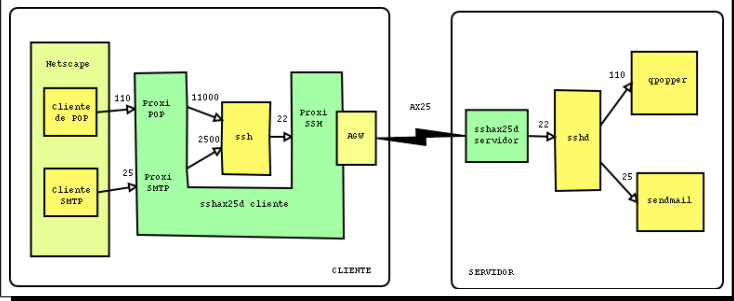 Netscape
Cliente
de POP
110
Proxi
POP
11000
2500
ssh
22
Proxi
SSH
AGW
AX25
sshax25d
servidor
22
sshd
110
qpopper
25
sendmail
Cliente
SMTP
25
Proxi
SMTP
sshax25d cliente
CLIENTE
SERVIDOR